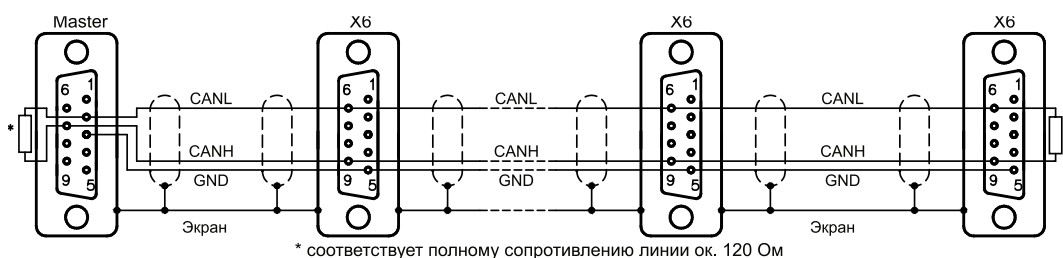 Master X6 X6 X6
1 1 1 1
6 6 6 6
CANL CANL CANL
*
CANH CANH CANH
9 5 9 5 9 5 9 5
GND GND GND
Экран Экран
* соответствует полному сопротивлению линии ок. 120 Ом